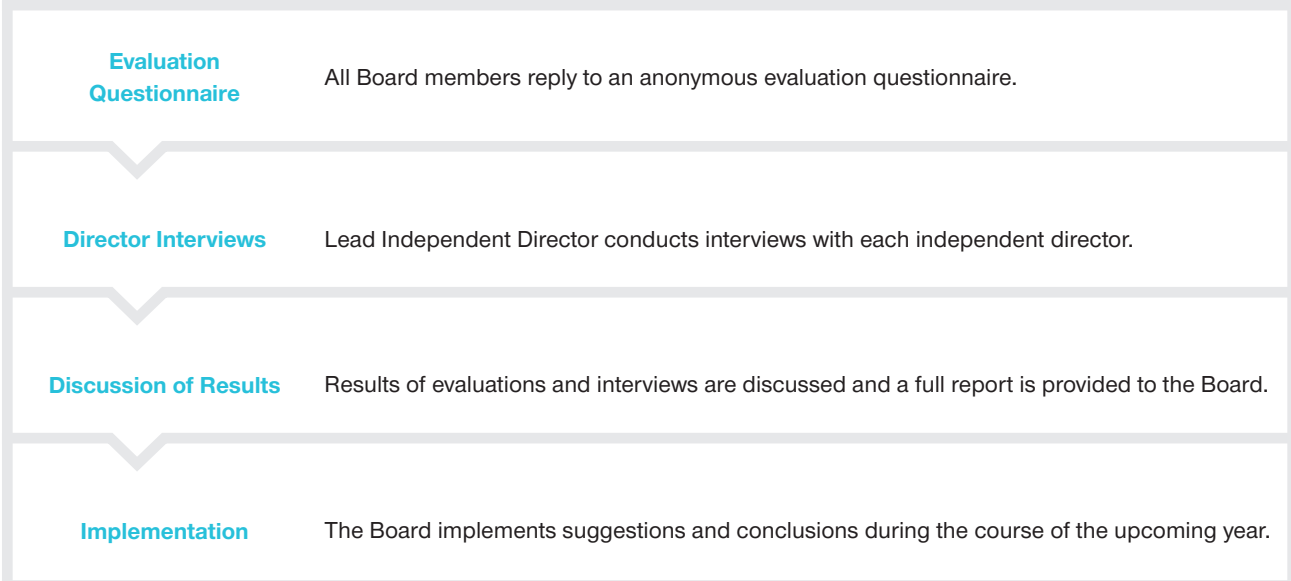 Evaluation
Questionnaire
All Board members reply to an anonymous evaluation questionnaire.
Director Interviews
Lead Independent Director conducts interviews with each independent director.
Discussion of Results
Results of evaluations and interviews are discussed and a full report is provided to the Board.
Implementation
The Board implements suggestions and conclusions during the course of the upcoming year.